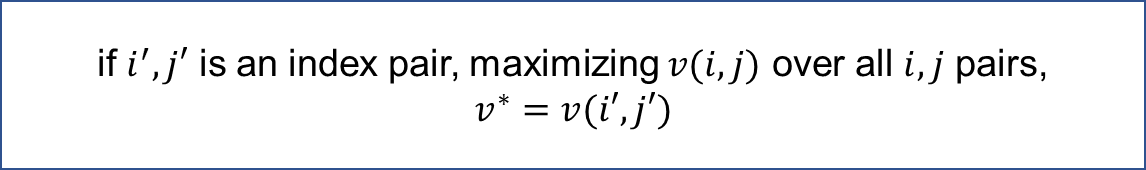 if i′, j′ is an index pair, maximizing v(i, j) over all i, j pairs,
v* = v(i′, j′)